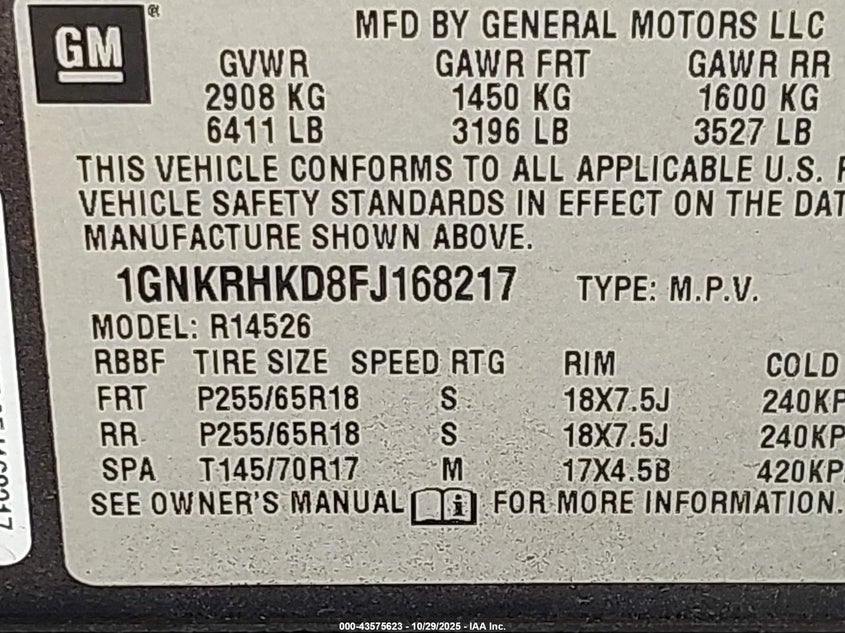 GM ®
MFD BY GENERAL MOTORS LLC
GVWR GAWR FRT GAWR RR
2908 KG 1450 KG 1600 KG
6411 LB 3196 LB 3527 LB
THIS VEHICLE CONFORMS TO ALL APPLICABLE U.S. F
VEHICLE SAFETY STANDARDS IN EFFECT ON THE DAT
MANUFACTURE SHOWN ABOVE.
1GNKRHKD8FJ168217 TYPE: M.P.V.
MODEL: R14526
RBBF TIRE SIZE SPEED RTG RIM COLD
FRT P255/65R18 S 18X7.5J 240KP
RR P255/65R18 S 18X7.5J 240KP
SPA T145/70R17 M 17X4.5B 420KPA
SEE OWNER'S MANUAL i FOR MORE INFORMATION.
000-43575623 - 10/29/2025 - IAA Inc.